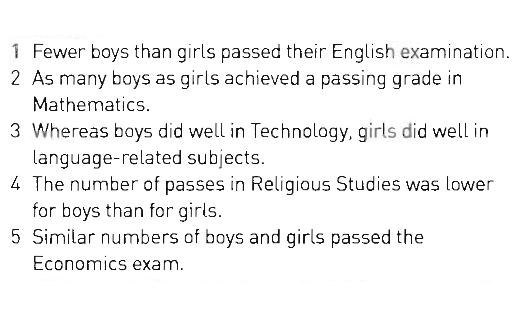 1 Fewer boys than girls passed their English examination.
2 As many boys as girls achieved a passing grade in
Mathematics.
3 Whereas boys did well in Technology, girls did well in
language-related subjects.
4 The number of passes in Religious Studies was lower
for boys than for girls.
5 Similar numbers of boys and girls passed the
Economics exam.